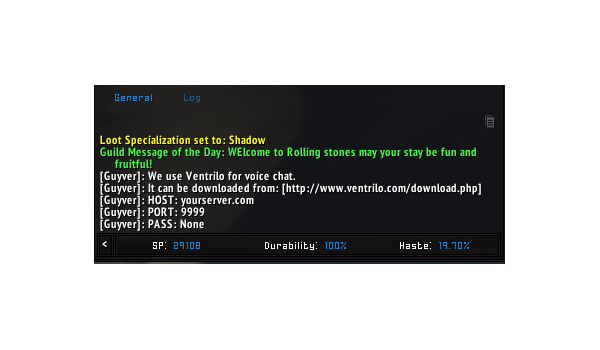 General Log
Loot Specialization set to: Shadow
Guild Message of the Day: WElcome to Rolling stones may your stay be fun and
fruitful!
[Guyver]: We use Ventrilo for voice chat.
[Guyver]: It can be downloaded from: [http://www.ventrilo.com/download.php]
[Guyver]: HOST: yourserver.com
[Guyver]: PORT: 9999
[Guyver]: PASS: None
< SP: 29108 Durability: 100% Haste: 19.70%